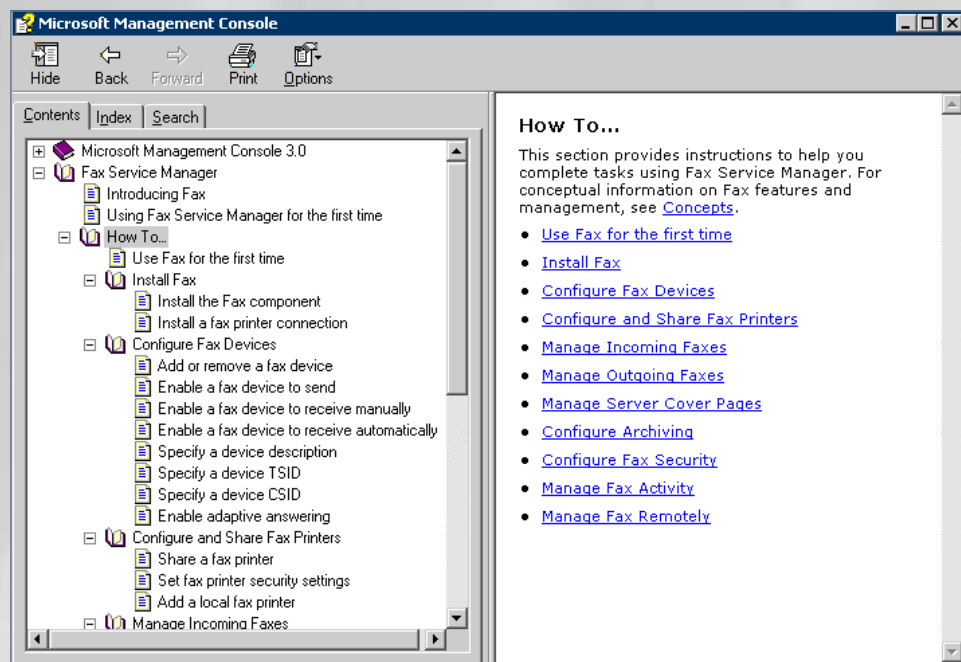 Microsoft Management Console
Hide
Back
Forward
Print
Options
Contents
Index
Search
Microsoft Management Console 3.0
Fax Service Manager
Introducing Fax
Using Fax Service Manager for the first time
How To...
Use Fax for the first time
Install Fax
Install the Fax component
Install a fax printer connection
Configure Fax Devices
Add or remove a fax device
Enable a fax device to send
Enable a fax device to receive manually
Enable a fax device to receive automatically
Specify a device description
Specify a device TSID
Specify a device CSID
Enable adaptive answering
Configure and Share Fax Printers
Share a fax printer
Set fax printer security settings
Add a local fax printer
Manage Incoming Faxes
How To...
This section provides instructions to help you
complete tasks using Fax Service Manager. For
conceptual information on Fax features and
management, see Concepts.
Use Fax for the first time
Install Fax
Configure Fax Devices
Configure and Share Fax Printers
Manage Incoming Faxes
Manage Outgoing Faxes
Manage Server Cover Pages
Configure Archiving
Configure Fax Security
Manage Fax Activity
Manage Fax Remotely